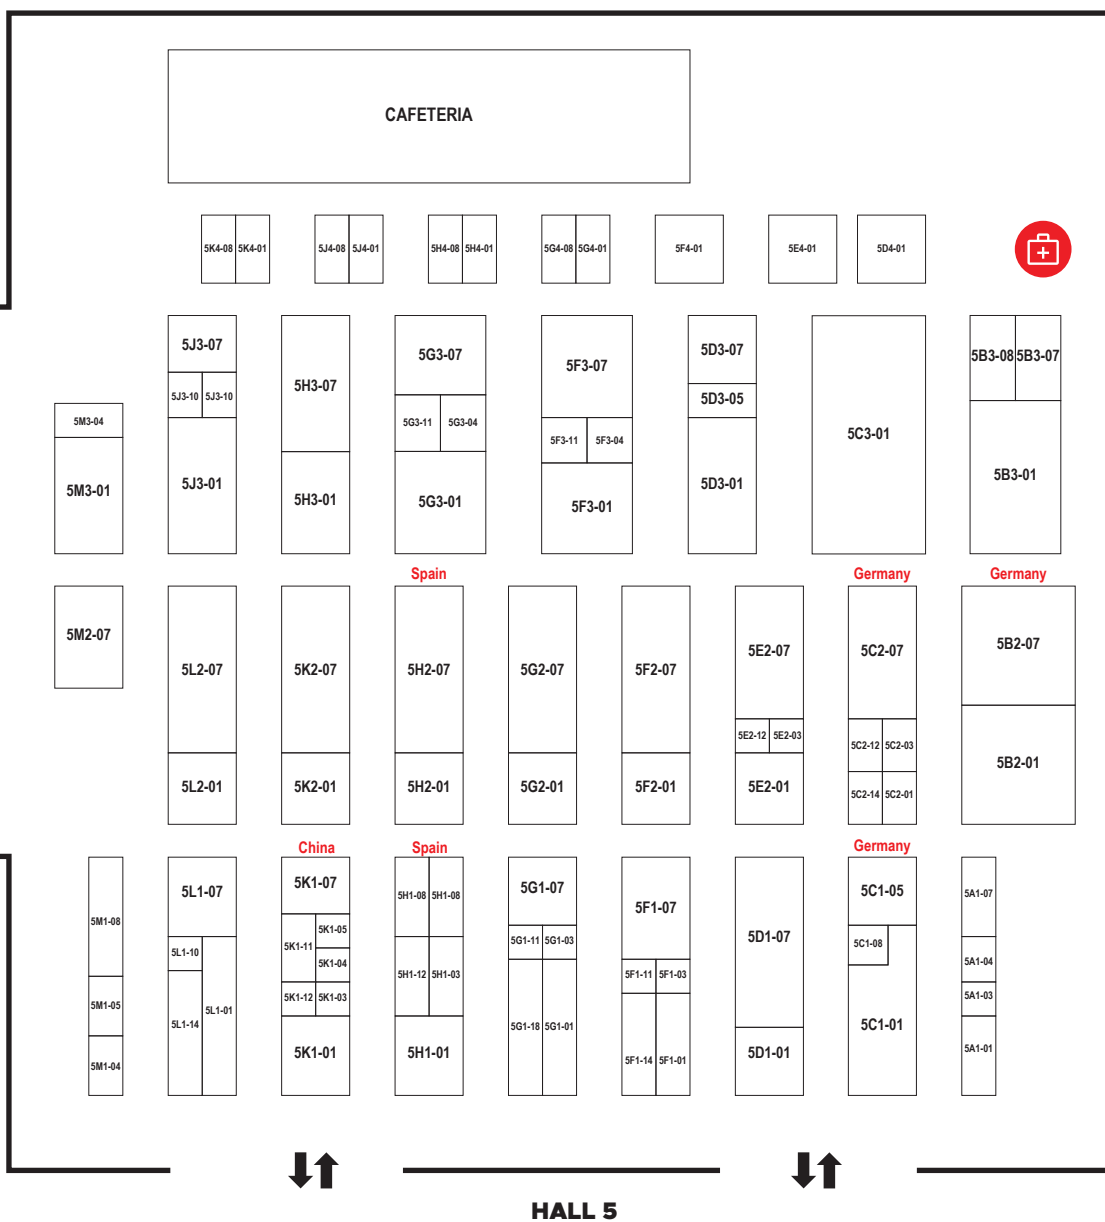 CAFETERIA
5K4-08 5K4-01 5J4-08 5J4-01 5H4-08 5H4-01 5G4-08 5G4-01 5F4-01 5E4-01 5D4-01
5J3-07 5H3-07 5G3-07 5F3-07 5D3-07 5C3-01 5B3-08 5B3-07
5J3-10 5J3-10 5G3-11 5G3-04 5F3-11 5F3-04 5D3-05
5M3-04
5M3-01 5J3-01 5H3-01 5G3-01 5F3-01 5D3-01 5B3-01
Spain Germany Germany
5M2-07 5L2-07 5K2-07 5H2-07 5G2-07 5F2-07 5E2-07 5C2-07 5B2-07
5E2-12 5E2-03 5C2-12 5C2-03
5L2-01 5K2-01 5H2-01 5G2-01 5F2-01 5E2-01 5C2-14 5C2-01 5B2-01
China Spain Germany
5M1-08 5L1-07 5K1-07 5H1-08 5H1-08 5G1-07 5F1-07 5D1-07 5C1-05 5A1-07
5L1-10 5K1-11 5K1-05 5G1-11 5G1-03 5C1-08
5K1-04 5H1-12 5H1-03 5F1-11 5F1-03 5A1-04
5M1-05 5L1-14 5L1-01 5K1-12 5K1-03 5G1-18 5G1-01 5C1-01 5A1-03
5M1-04 5K1-01 5H1-01 5F1-14 5F1-01 5D1-01 5A1-01
HALL 5